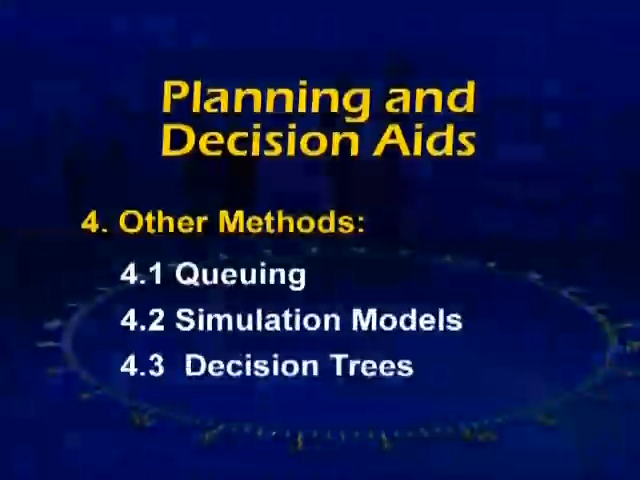 Planning and
Decision Aids
4. Other Methods:
4.1 Queuing
4.2 Simulation Models
4.3 Decision Trees